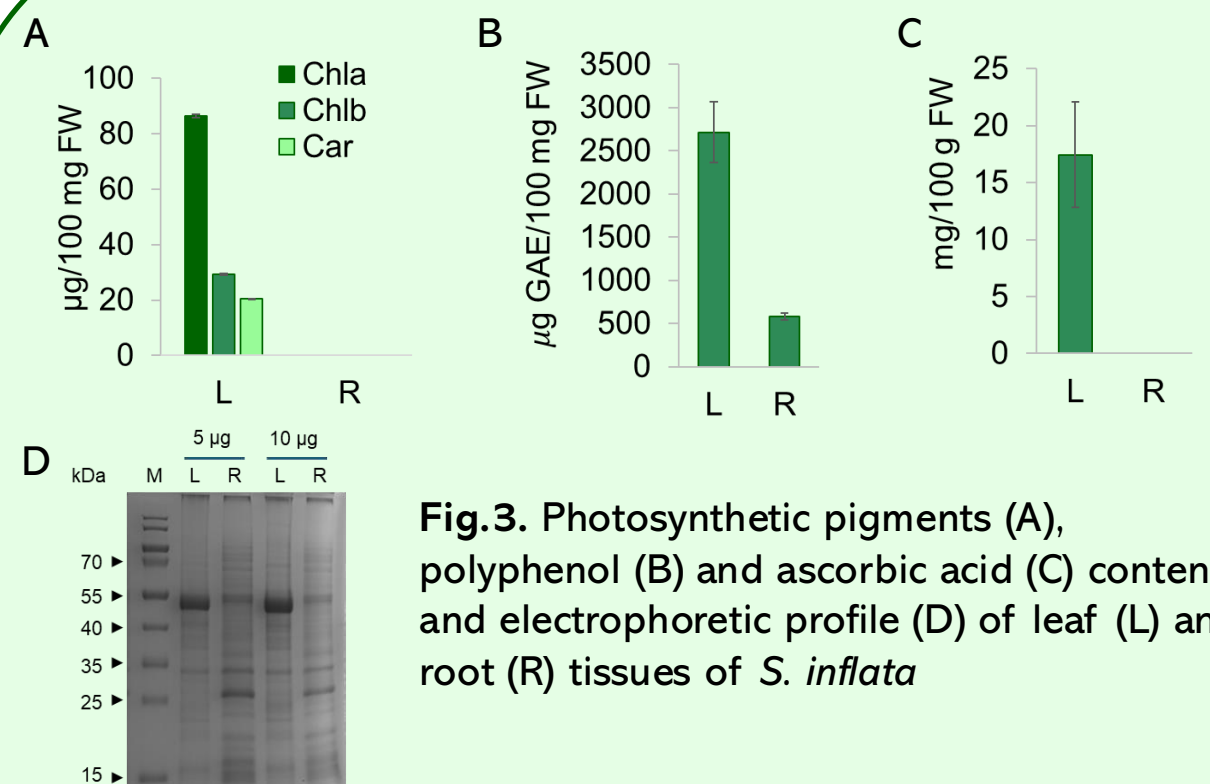 A
100
80
60
40
20
0
µg/100 mg FW
Chla
Chlb
Car
L R
B
3500
3000
2500
2000
1500
1000
500
0
µg GAE/100 mg FW
L R
C
25
20
15
10
5
0
mg/100 g FW
L R
D
5 µg 10 µg
kDa M L R L R
70
55
40
35
25
15
Fig.3. Photosynthetic pigments (A),
polyphenol (B) and ascorbic acid (C) conten
and electrophoretic profile (D) of leaf (L) an
root (R) tissues of S. inflata